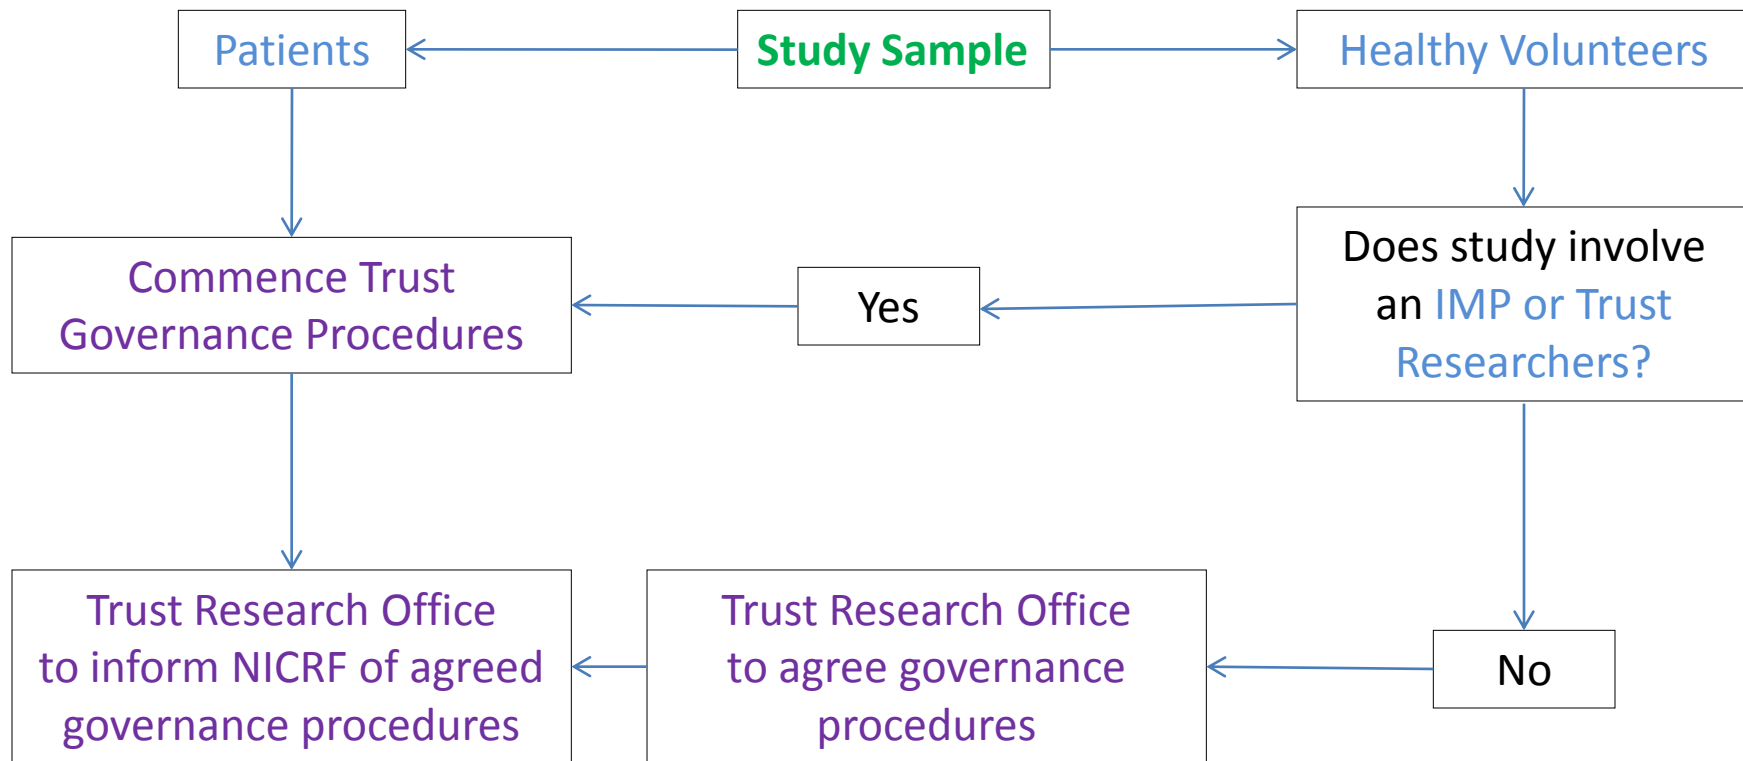 Patients
Study Sample
Healthy Volunteers
Commence Trust
Governance Procedures
Yes
Does study involve
an IMP or Trust
Researchers?
Trust Research Office
to inform NICRF of agreed
governance procedures
Trust Research Office
to agree governance
procedures
No